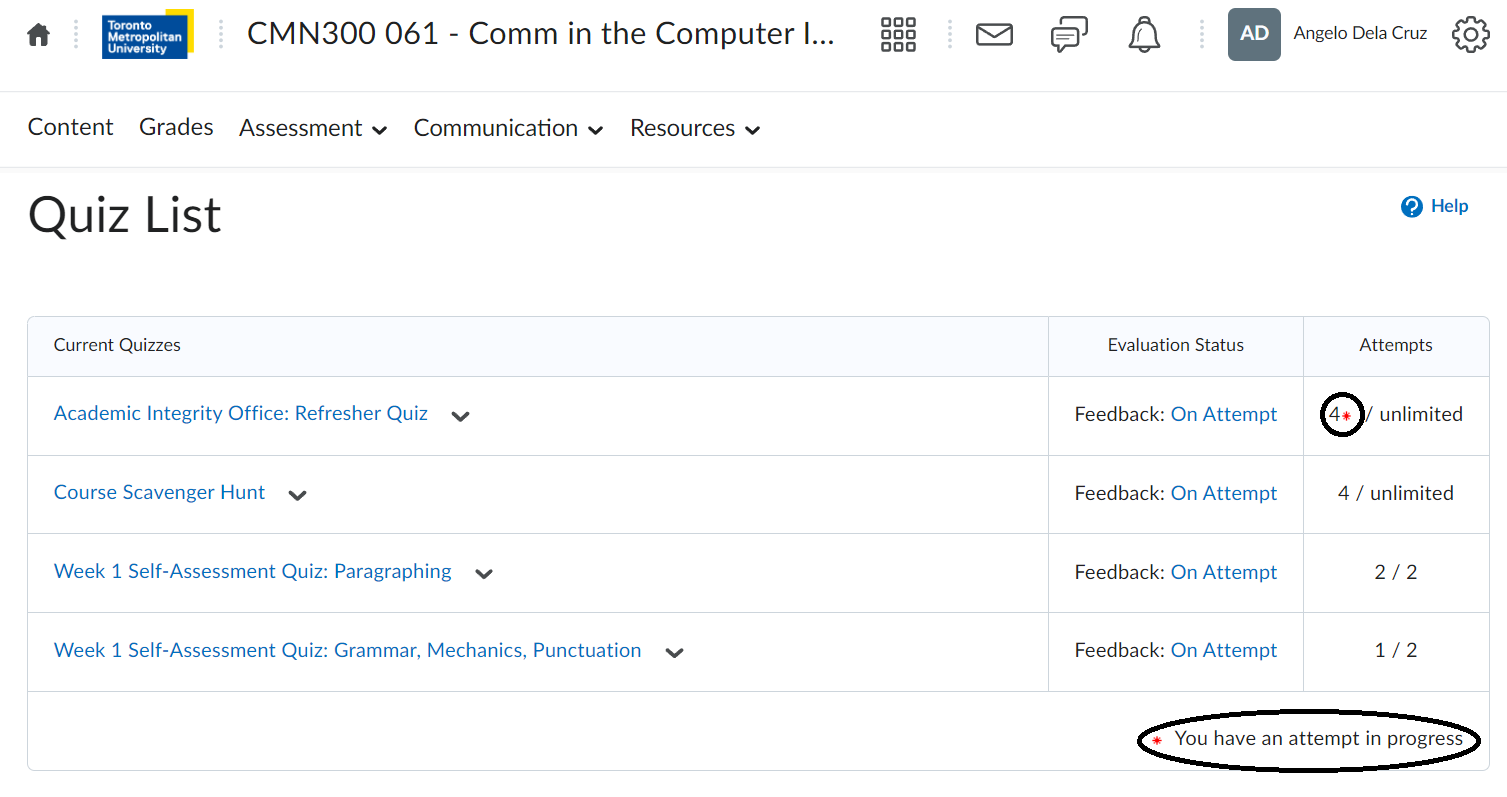 Toronto
Metropolitan
University
CMN300 061 - Comm in the Computer I...
AD
Angelo Dela Cruz
Content Grades Assessment Communication Resources
Quiz List
? Help
Current Quizzes Evaluation Status Attempts
Academic Integrity Office: Refresher Quiz Feedback: On Attempt 4* / unlimited
Course Scavenger Hunt Feedback: On Attempt 4 / unlimited
Week 1 Self-Assessment Quiz: Paragraphing Feedback: On Attempt 2 / 2
Week 1 Self-Assessment Quiz: Grammar, Mechanics, Punctuation Feedback: On Attempt 1 / 2
* You have an attempt in progress